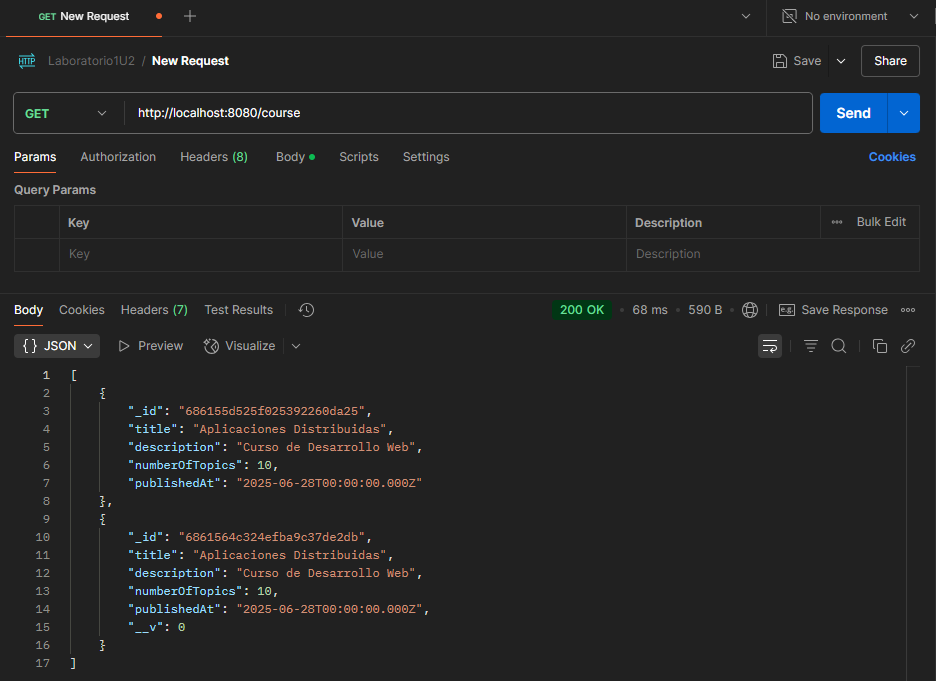 GET New Request
No environment
HTTP Laboratorio1U2 / New Request
Save
Share
GET
http://localhost:8080/course
Send
Params Authorization Headers (8) Body Scripts Settings Cookies
Query Params
Key Value Description Bulk Edit
Key Value Description
Body Cookies Headers (7) Test Results 200 OK 68 ms 590 B e.g. Save Response
{} JSON Preview Visualize
1 [
2 {
3 "_id": "686155d525f025392260da25",
4 "title": "Aplicaciones Distribuidas",
5 "description": "Curso de Desarrollo Web",
6 "numberOfTopics": 10,
7 "publishedAt": "2025-06-28T00:00:00.000Z"
8 },
9 {
10 "_id": "6861564c324efba9c37de2db",
11 "title": "Aplicaciones Distribuidas",
12 "description": "Curso de Desarrollo Web",
13 "numberOfTopics": 10,
14 "publishedAt": "2025-06-28T00:00:00.000Z",
15 "__v": 0
16 }
17 ]